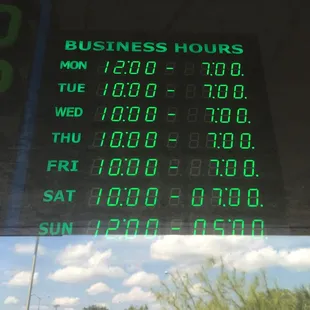 BUSINESS HOURS
MON 12:00 - 7:00.
TUE 10:00 - 7:00.
WED 10:00 - 7:00.
THU 10:00 - 7:00.
FRI 10:00 - 7:00.
SAT 10:00 - 07:00.
SUN 12:00 - 05:00.